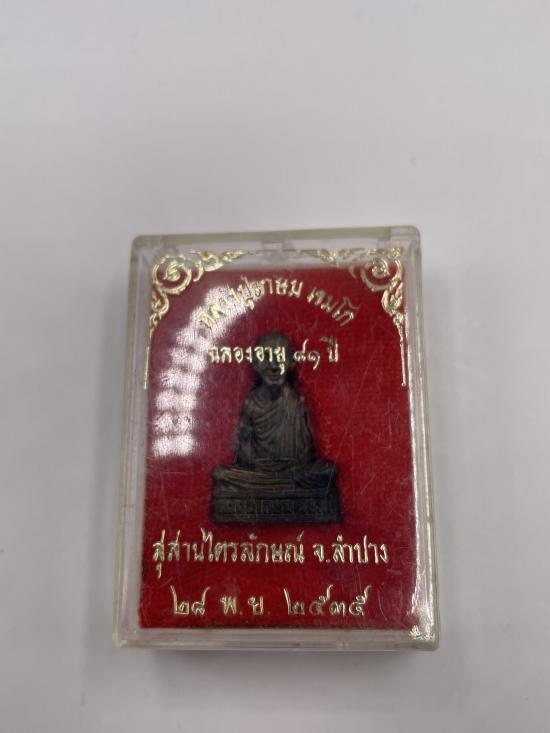 หลวงปู่เกษม เขมโก
ฉลองอายุ ๘๑ ปี
สุสานไตรลักษณ์ จ.ลำปาง
๒๘ พ.ย. ๒๕๓๕